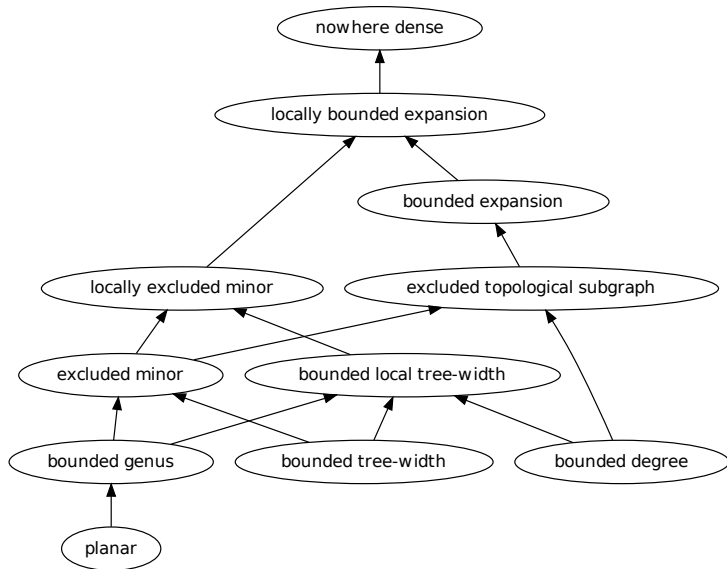 nowhere dense
locally bounded expansion
bounded expansion
locally excluded minor
excluded topological subgraph
excluded minor
bounded local tree-width
bounded genus
bounded tree-width
bounded degree
planar